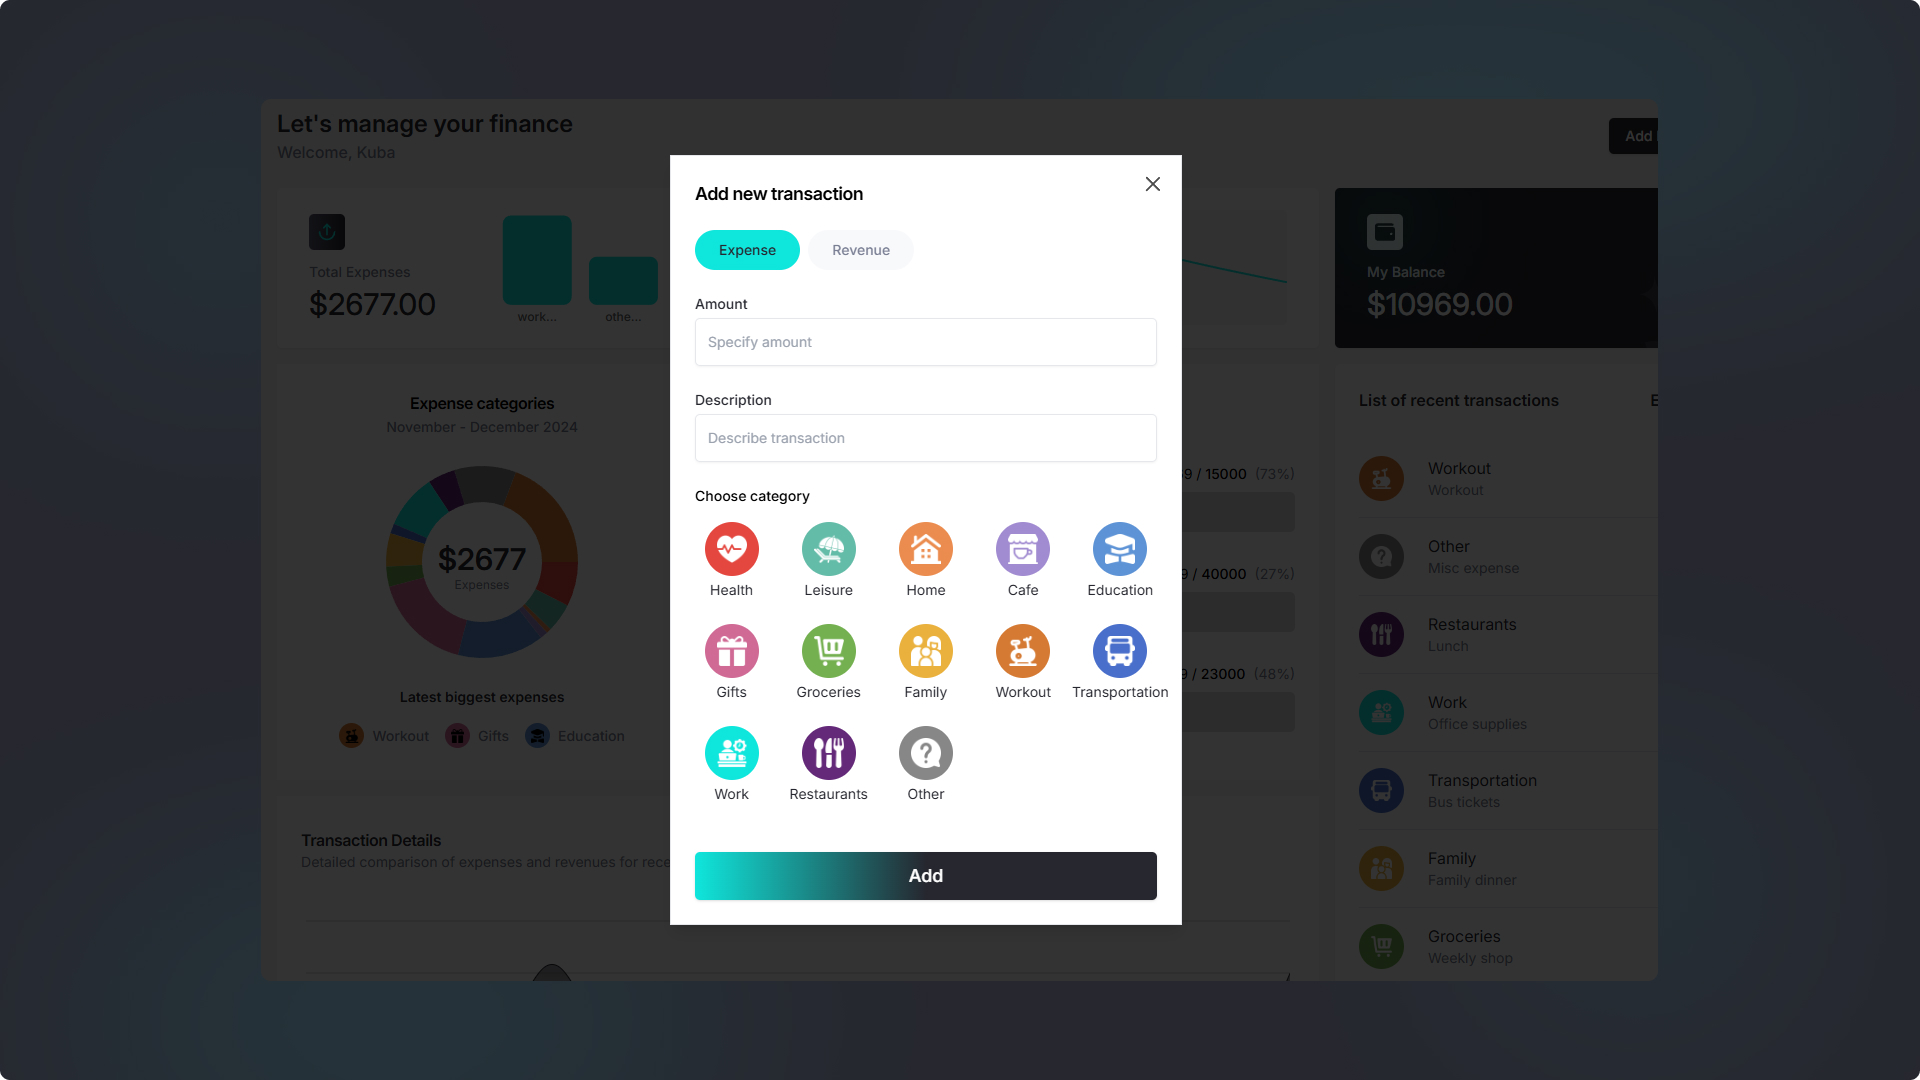 Let's manage your finance
Welcome, Kuba
Add
Total Expenses
$2677.00
work...
othe...
My Balance
$10969.00
Expense categories
November - December 2024
$2677
Expenses
Latest biggest expenses
Workout
Gifts
Education
Transaction Details
Detailed comparison of expenses and revenues for rece
Add new transaction
Expense
Revenue
Amount
Specify amount
Description
Describe transaction
Choose category
Health
Leisure
Home
Cafe
Education
Gifts
Groceries
Family
Workout
Transportation
Work
Restaurants
Other
Add
9 / 15000 (73%)
9 / 40000 (27%)
9 / 23000 (48%)
List of recent transactions
E
Workout
Workout
Other
Misc expense
Restaurants
Lunch
Work
Office supplies
Transportation
Bus tickets
Family
Family dinner
Groceries
Weekly shop